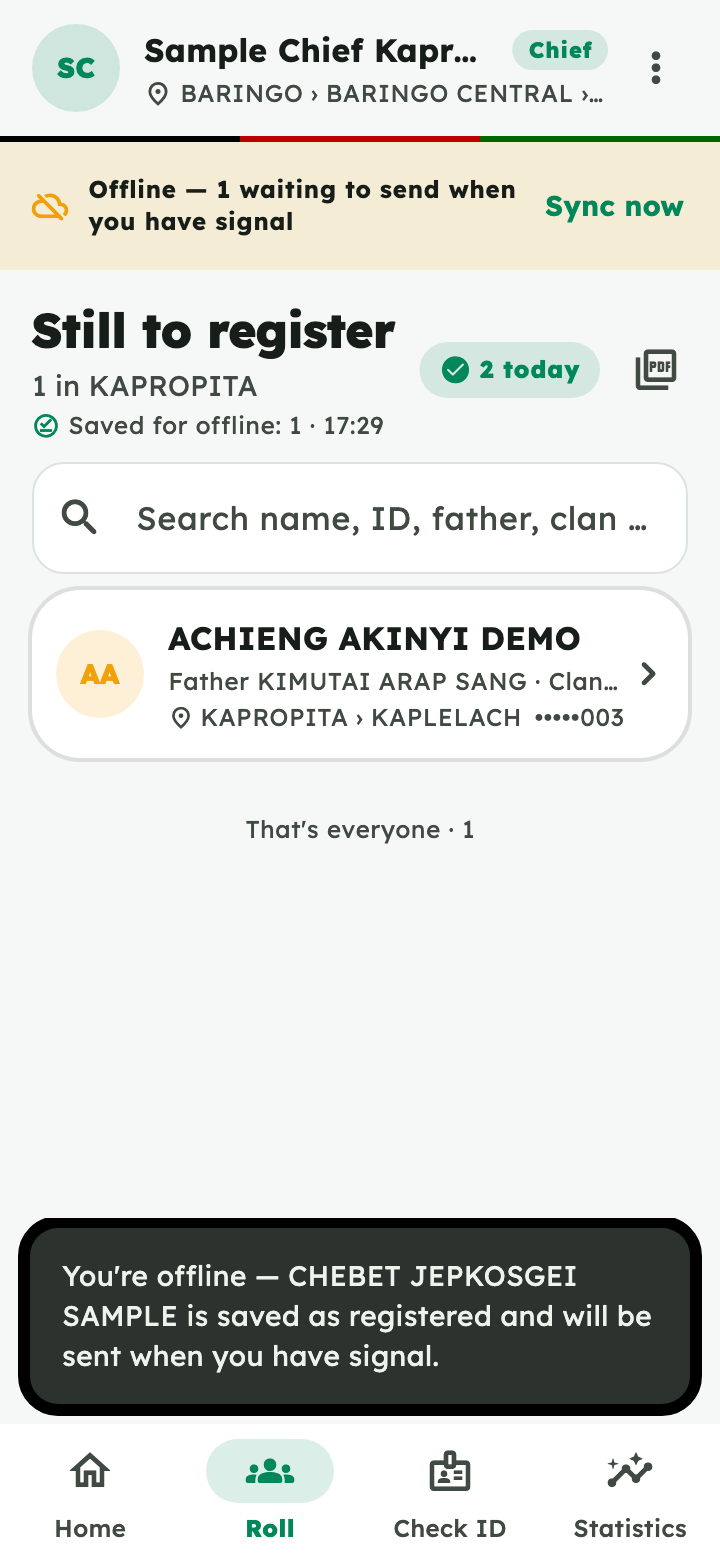 SC
Sample Chief Kapr...
Chief
BARINGO › BARINGO CENTRAL ›...
Offline — 1 waiting to send when
you have signal
Sync now
Still to register
1 in KAPROPITA
Saved for offline: 1 · 17:29
2 today
PDF
Search name, ID, father, clan ...
AA
ACHIENG AKINYI DEMO
Father KIMUTAI ARAP SANG · Clan...
KAPROPITA › KAPLELACH •••••003
That's everyone · 1
You're offline — CHEBET JEPKOSGEI
SAMPLE is saved as registered and will be
sent when you have signal.
Home
Roll
Check ID
Statistics